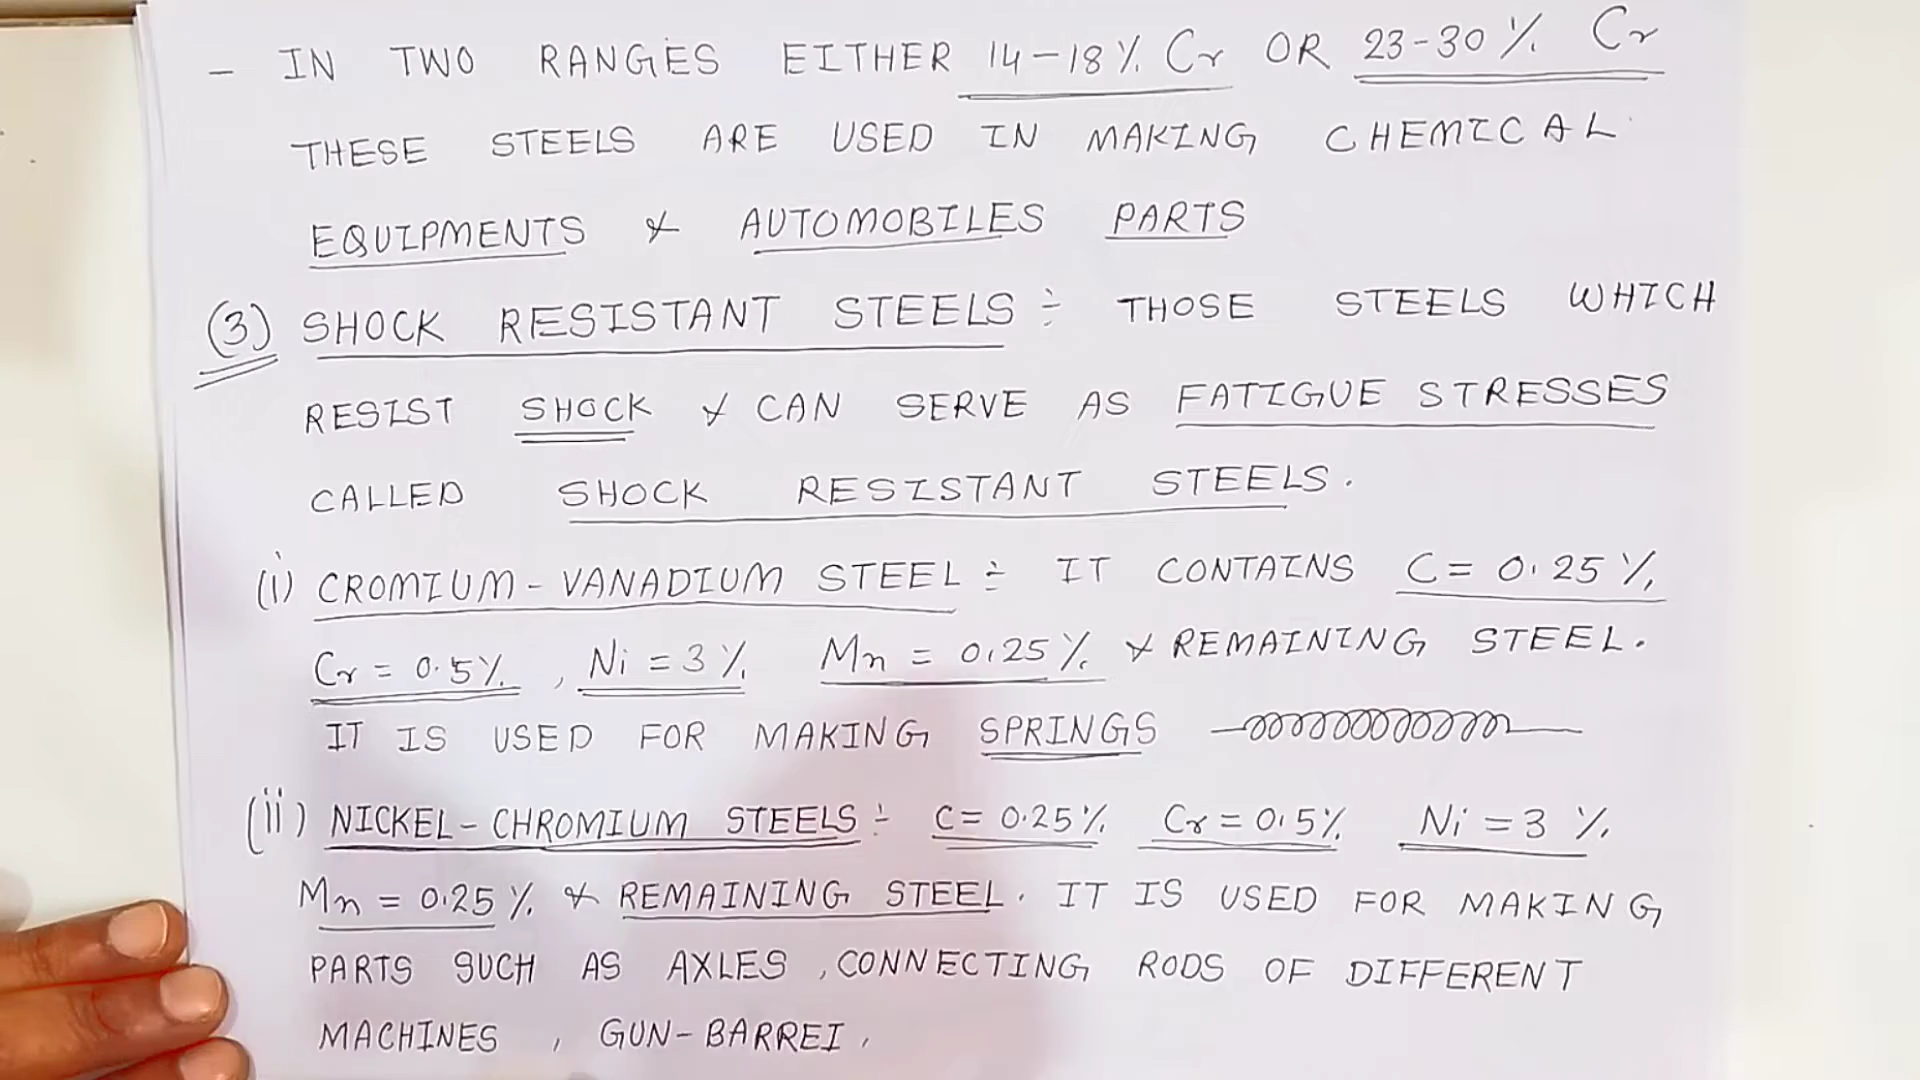 - IN TWO RANGES EITHER 14-18% Cr OR 23-30% Cr
THESE STEELS ARE USED IN MAKING CHEMICAL
EQUIPMENTS & AUTOMOBILES PARTS
(3) SHOCK RESISTANT STEELS ÷ THOSE STEELS WHICH
RESIST SHOCK & CAN SERVE AS FATIGUE STRESSES
CALLED SHOCK RESISTANT STEELS.
(i) CROMIUM-VANADIUM STEEL ÷ IT CONTAINS C = 0.25%
Cr = 0.5%, Ni = 3% Mn = 0.25% & REMAINING STEEL.
IT IS USED FOR MAKING SPRINGS
(ii) NICKEL-CHROMIUM STEELS ÷ C = 0.25% Cr = 0.5% Ni = 3%
Mn = 0.25% & REMAINING STEEL. IT IS USED FOR MAKING
PARTS SUCH AS AXLES, CONNECTING RODS OF DIFFERENT
MACHINES, GUN-BARREl,